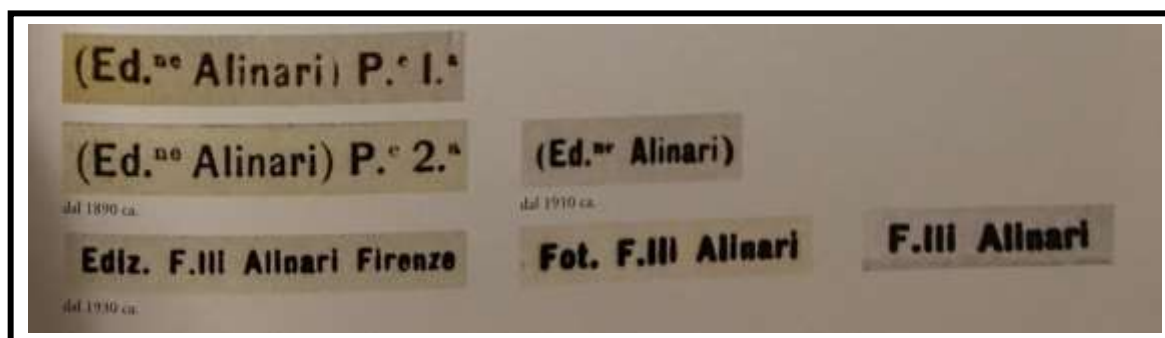 (Ed.ne Alinari) P.e 1.a
(Ed.ne Alinari) P.e 2.a
(Ed.ne Alinari)
dal 1890 ca.
dal 1910 ca.
Ediz. F.lli Alinari Firenze
Fot. F.lli Alinari
F.lli Alinari
dal 1930 ca.